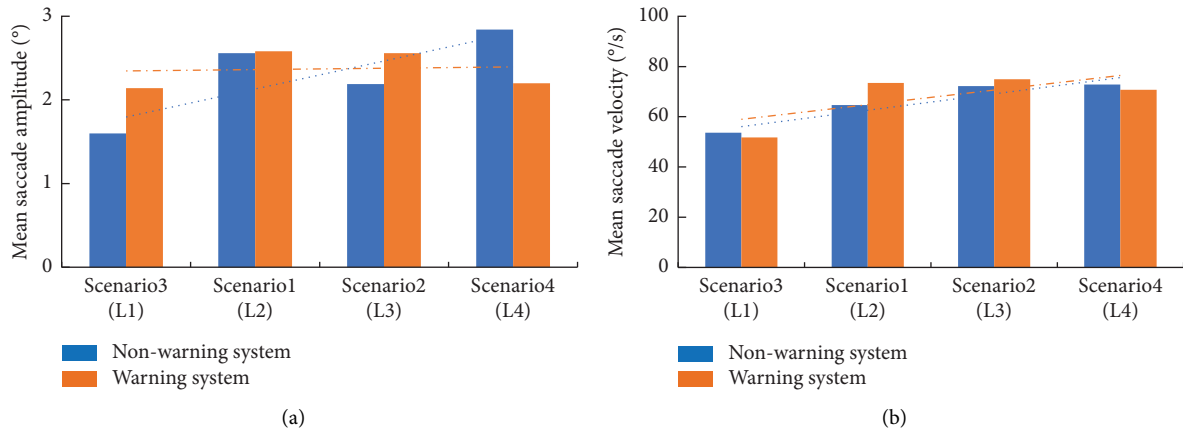 Mean saccade amplitude (°)
3
2
1
0
Scenario3
(L1)
Scenario1
(L2)
Scenario2
(L3)
Scenario4
(L4)
Non-warning system
Warning system
(a)
Mean saccade velocity (°/s)
100
80
60
40
20
0
Scenario3
(L1)
Scenario1
(L2)
Scenario2
(L3)
Scenario4
(L4)
Non-warning system
Warning system
(b)